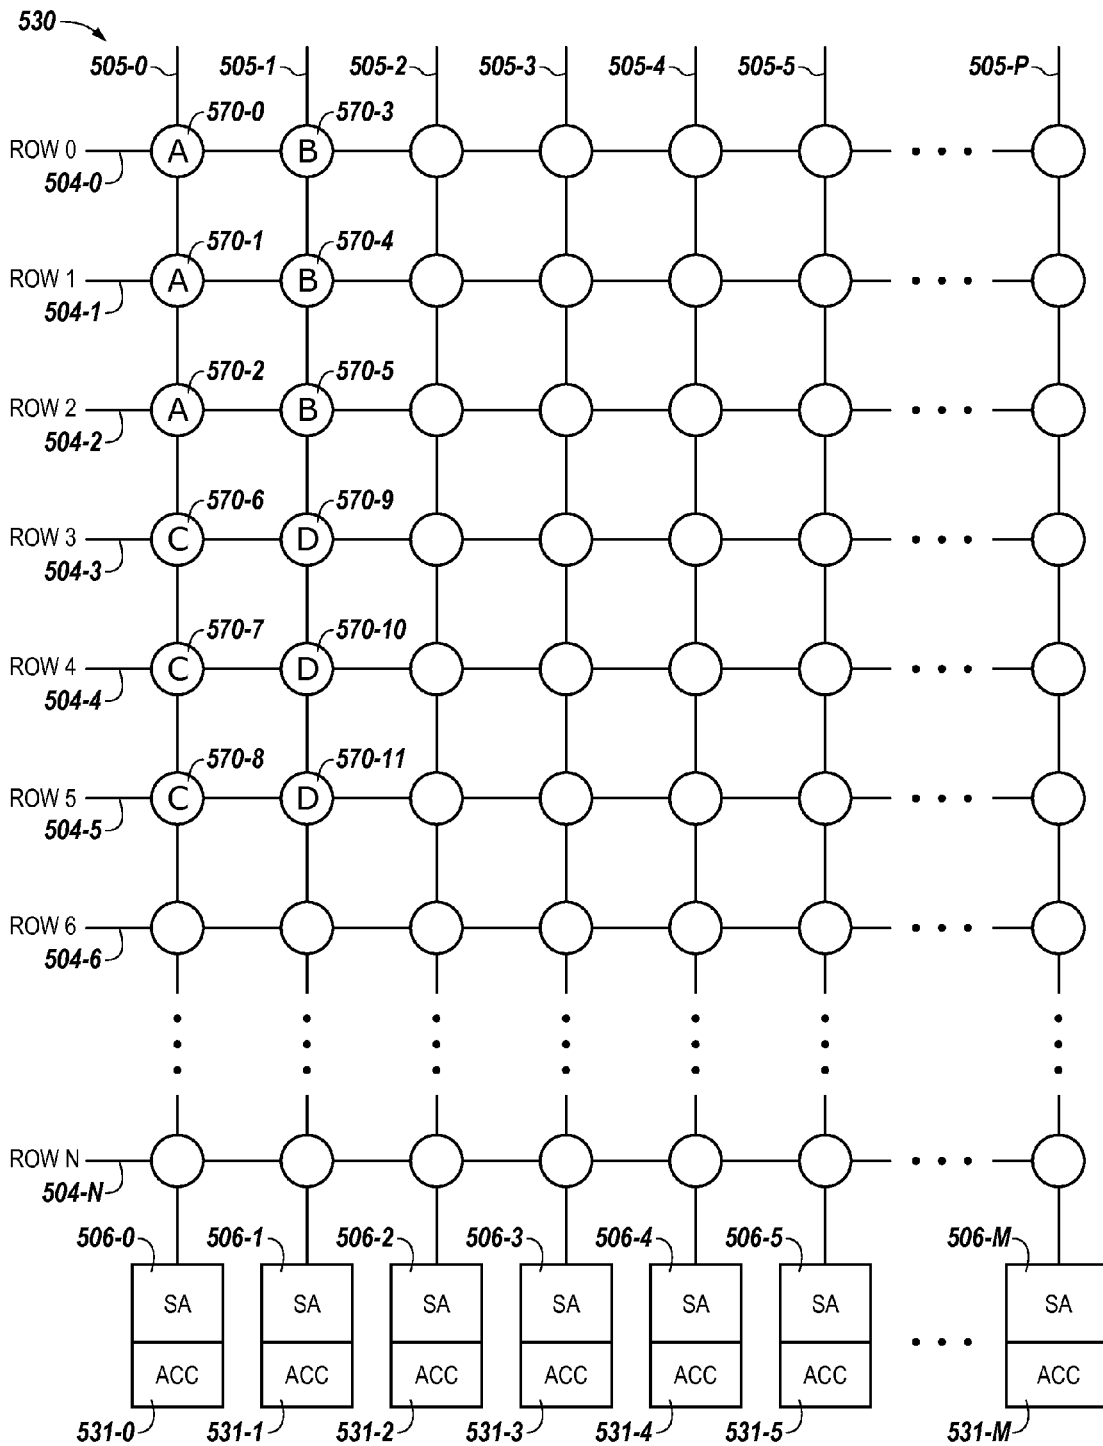 530
505-0 505-1 505-2 505-3 505-4 505-5 505-P
570-0 570-3
ROW 0 A B
504-0
570-1 570-4
ROW 1 A B
504-1
570-2 570-5
ROW 2 A B
504-2
570-6 570-9
ROW 3 C D
504-3
570-7 570-10
ROW 4 C D
504-4
570-8 570-11
ROW 5 C D
504-5
ROW 6
504-6
ROW N
504-N
506-0 506-1 506-2 506-3 506-4 506-5 506-M
SA SA SA SA SA SA SA
ACC ACC ACC ACC ACC ACC ACC
531-0 531-1 531-2 531-3 531-4 531-5 531-M